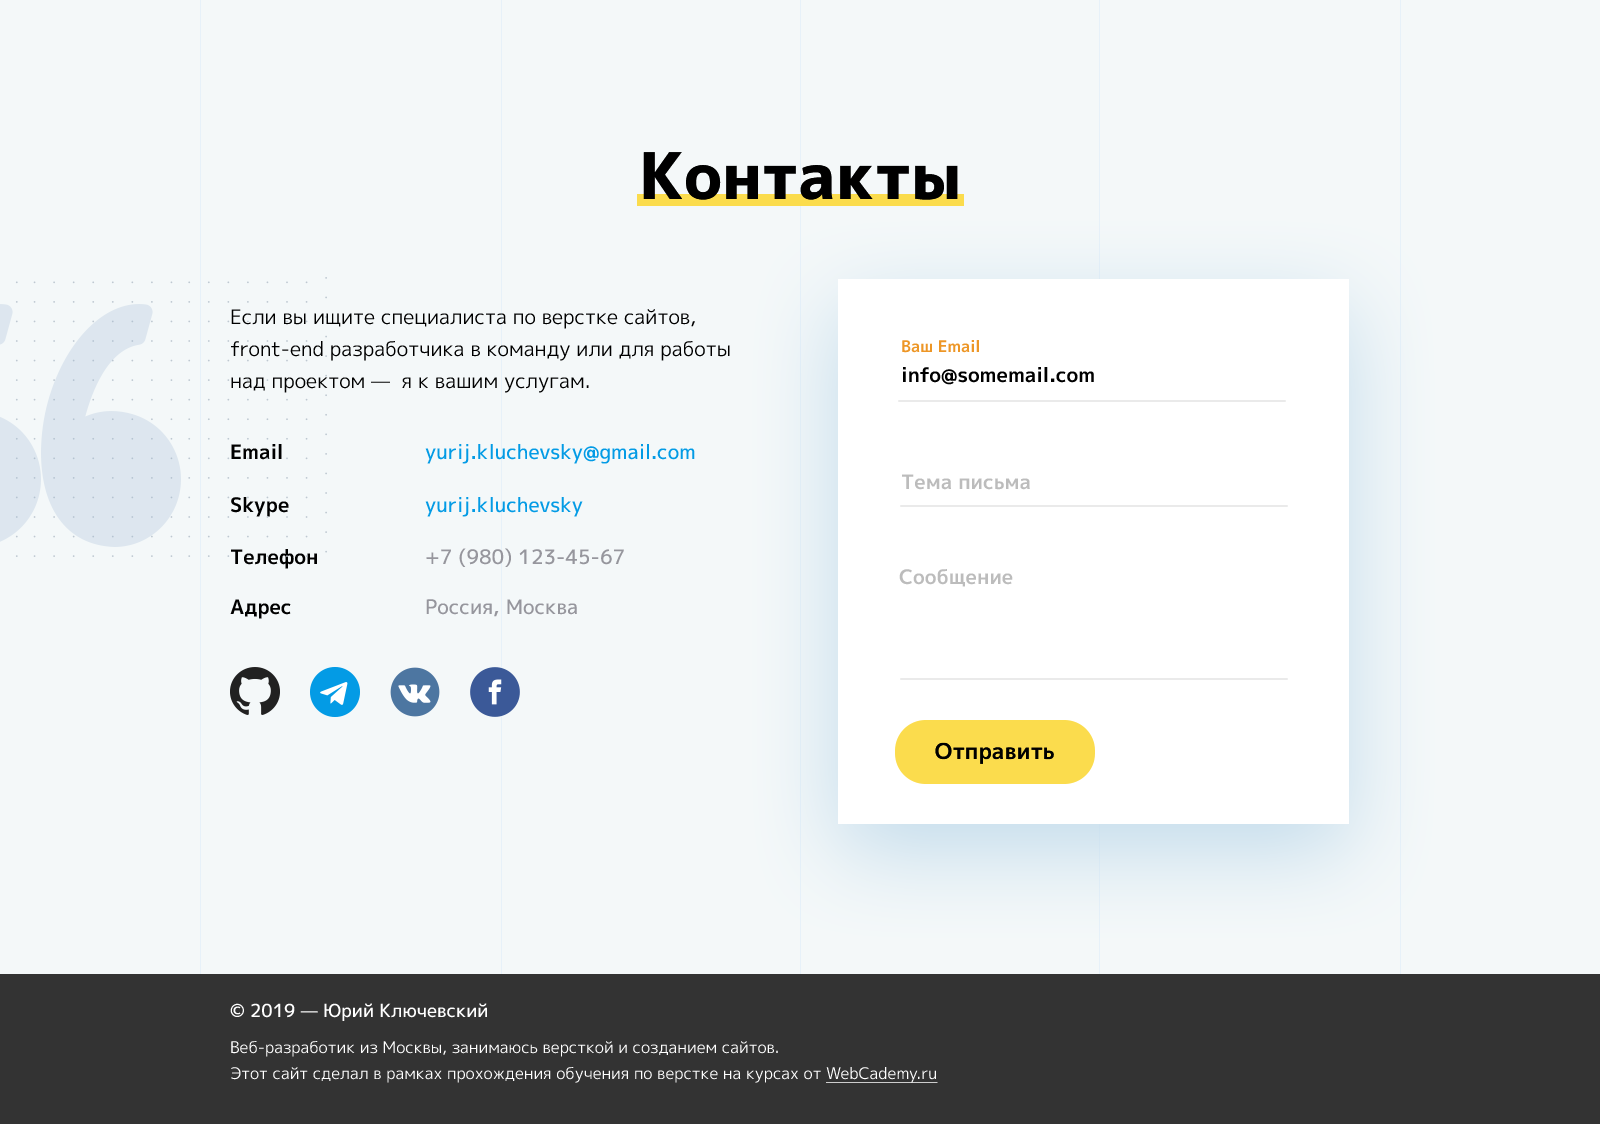 Контакты
Если вы ищите специалиста по верстке сайтов,
front-end разработчика в команду или для работы
над проектом — я к вашим услугам.
Email yurij.kluchevsky@gmail.com
Skype yurij.kluchevsky
Телефон +7 (980) 123-45-67
Адрес Россия, Москва
Ваш Email
info@somemail.com
Тема письма
Сообщение
Отправить
© 2019 — Юрий Ключевский
Веб-разработик из Москвы, занимаюсь версткой и созданием сайтов.
Этот сайт сделал в рамках прохождения обучения по верстке на курсах от WebCademy.ru